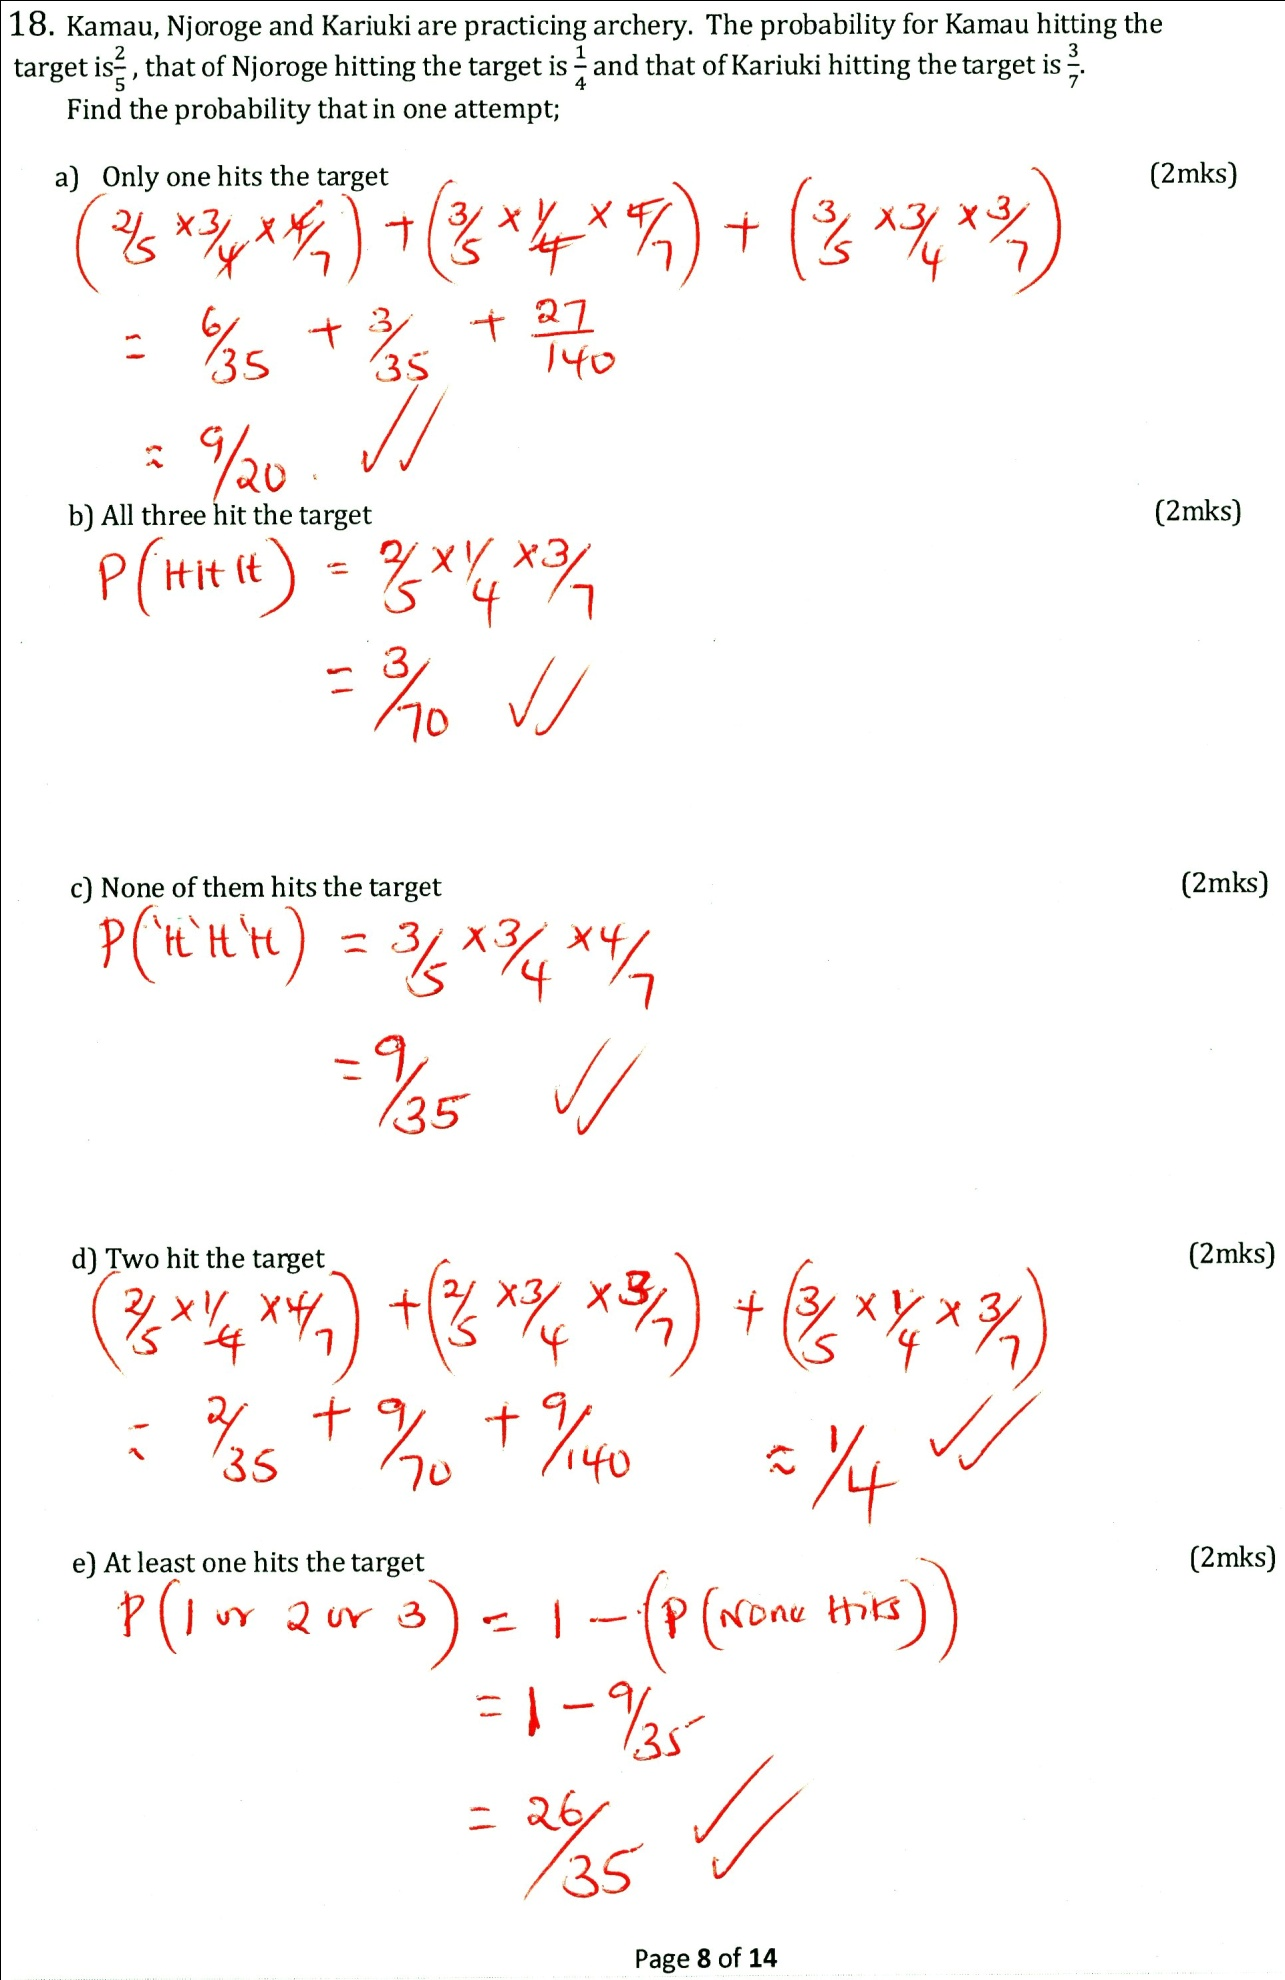 18. Kamau, Njoroge and Kariuki are practicing archery. The probability for Kamau hitting the
target is 2/5, that of Njoroge hitting the target is 1/4 and that of Kariuki hitting the target is 3/7.
Find the probability that in one attempt;
a) Only one hits the target (2mks)
(2/5 × 3/4 × 4/7) + (3/5 × 1/4 × 4/7) + (3/5 × 3/4 × 3/7)
= 6/35 + 3/35 + 27/140
= 9/20. ✓✓
b) All three hit the target (2mks)
P(HHH) = 2/5 × 1/4 × 3/7
= 3/70 ✓✓
c) None of them hits the target (2mks)
P(`H`H`H) = 3/5 × 3/4 × 4/7
= 9/35 ✓✓
d) Two hit the target (2mks)
(2/5 × 1/4 × 4/7) + (2/5 × 3/4 × 3/7) + (3/5 × 1/4 × 3/7)
= 2/35 + 9/70 + 9/140 = 1/4 ✓✓
e) At least one hits the target (2mks)
P(1 or 2 or 3) = 1 - (P(None Hits))
= 1 - 9/35
= 26/35 ✓✓
Page 8 of 14